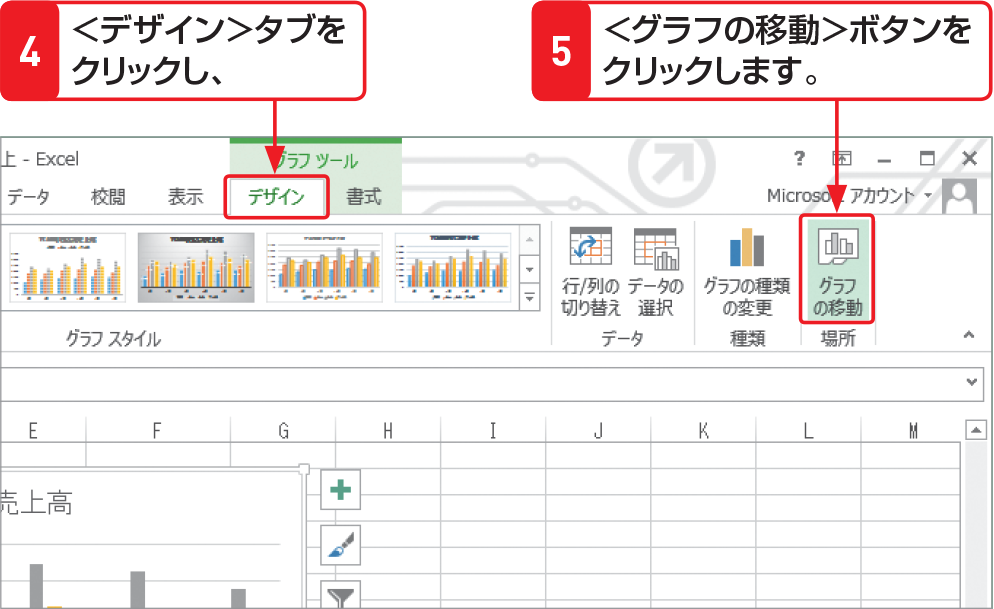 4
<デザイン>タブを
クリックし、
5
<グラフの移動>ボタンを
クリックします。
上 - Excel
グラフ ツール
?
データ 校閲 表示 デザイン 書式
アカウント
行/列の
切り替え
データの
選択
グラフの種類
の変更
グラフ
の移動
グラフ スタイル
データ
種類
場所
E F G H I J K L M
売上高